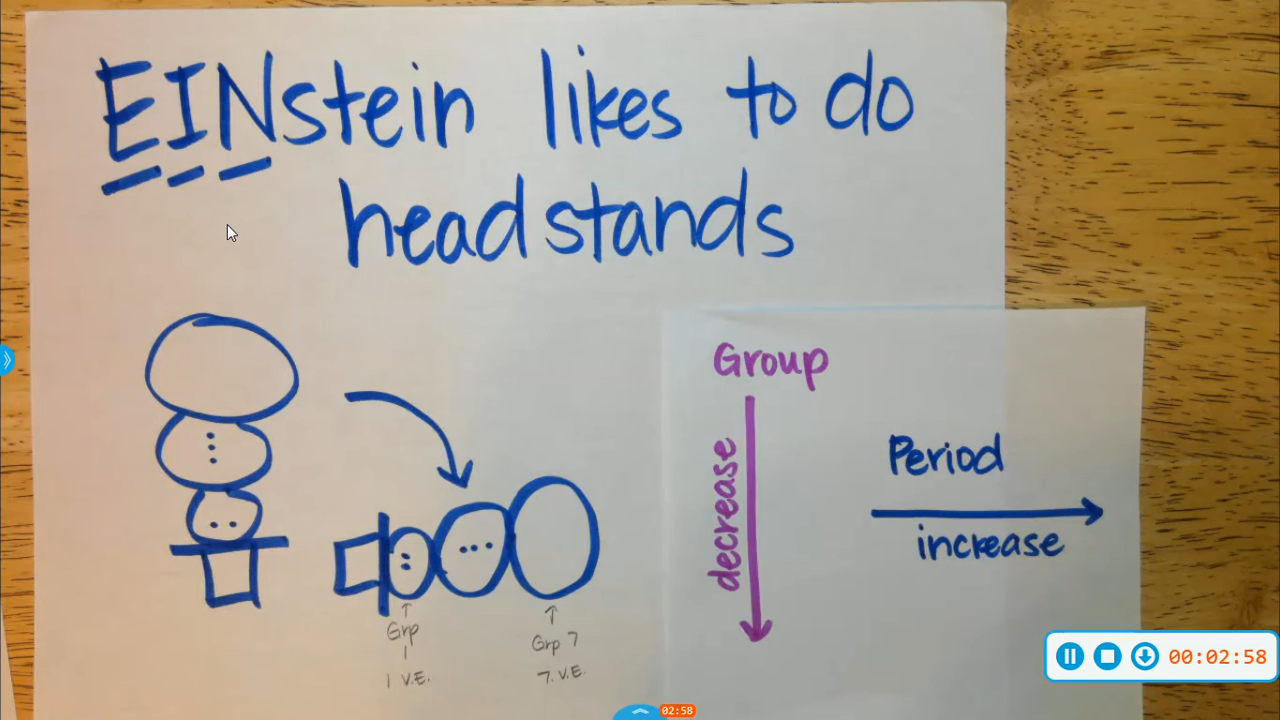 EINstein likes to do
headstands
Group
decrease
Period
increase
Grp
1
1 V.E.
Grp 7
7. V.E.
00:02:58
02:58